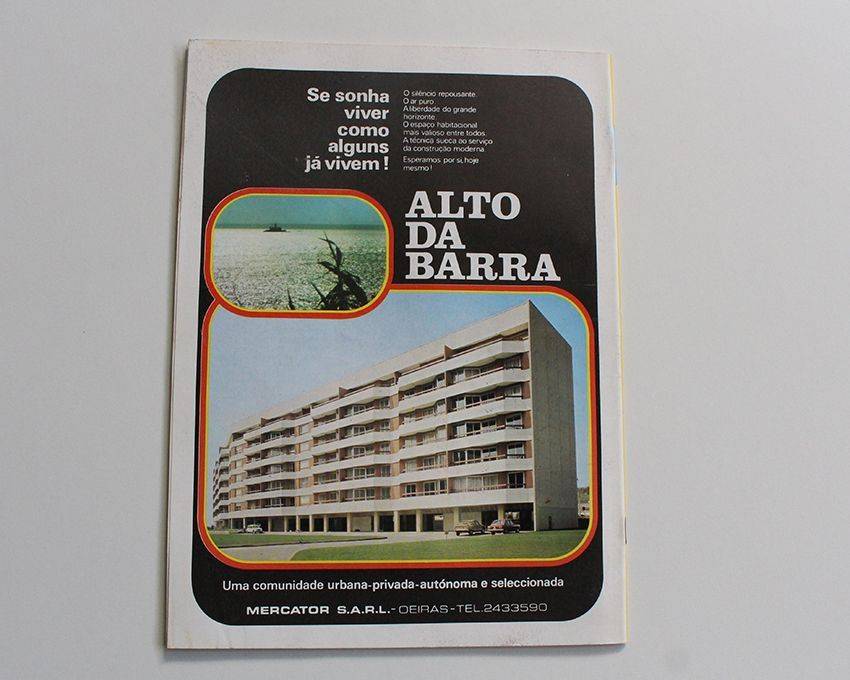 Se sonha
viver
como
alguns
já vivem !
O silêncio repousante.
O ar puro
A liberdade do grande
horizonte.
O espaço habitacional
mais valioso entre todos.
A técnica sueca ao serviço
da construção moderna.
Esperamos por si, hoje
mesmo !
ALTO
DA
BARRA
Uma comunidade urbana-privada-autónoma e seleccionada
MERCATOR S.A.R.L.- OEIRAS-TEL.2433590